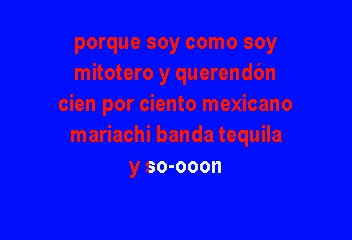 porque soy como soy
mitotero y querendón
cien por ciento mexicano
mariachi banda tequila
y so-ooon